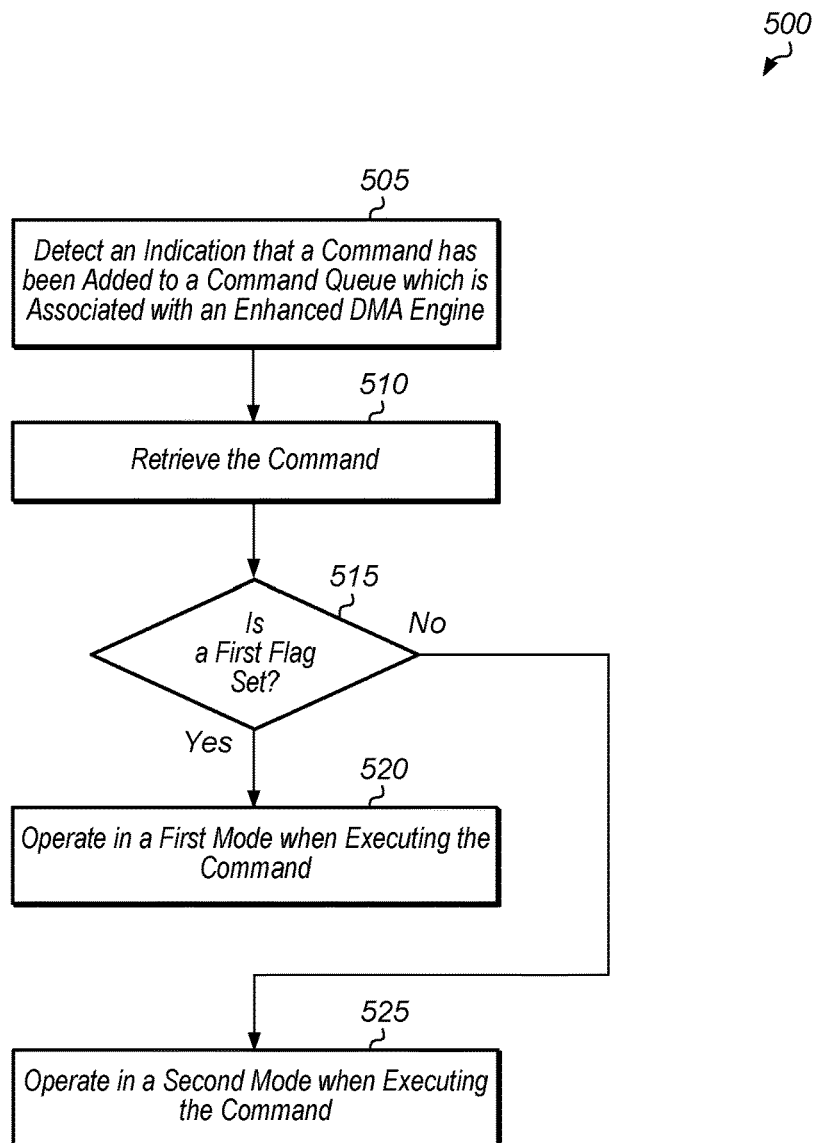 500
505
Detect an Indication that a Command has
been Added to a Command Queue which is
Associated with an Enhanced DMA Engine
510
Retrieve the Command
515
Is
a First Flag
Set?
No
Yes
520
Operate in a First Mode when Executing the
Command
525
Operate in a Second Mode when Executing
the Command